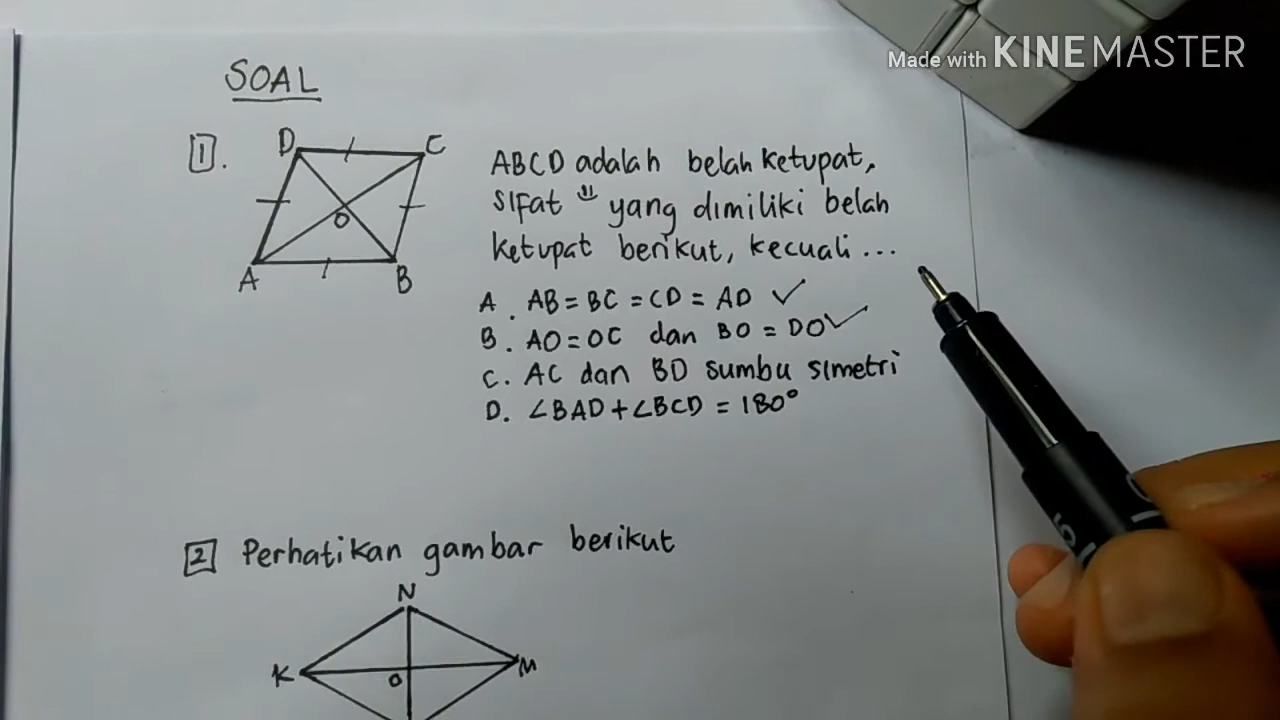 Made with KINEMASTER
SOAL
1.
D
C
O
A
B
ABCD adalah belah ketupat,
sifat " yang dimiliki belah
ketupat berikut, kecuali ...
A. AB = BC = CD = AD ✓
B. AO = OC dan BO = DO ✓
C. AC dan BD sumbu simetri
D. ∠BAD + ∠BCD = 180°
2 Perhatikan gambar berikut
N
K
O
M